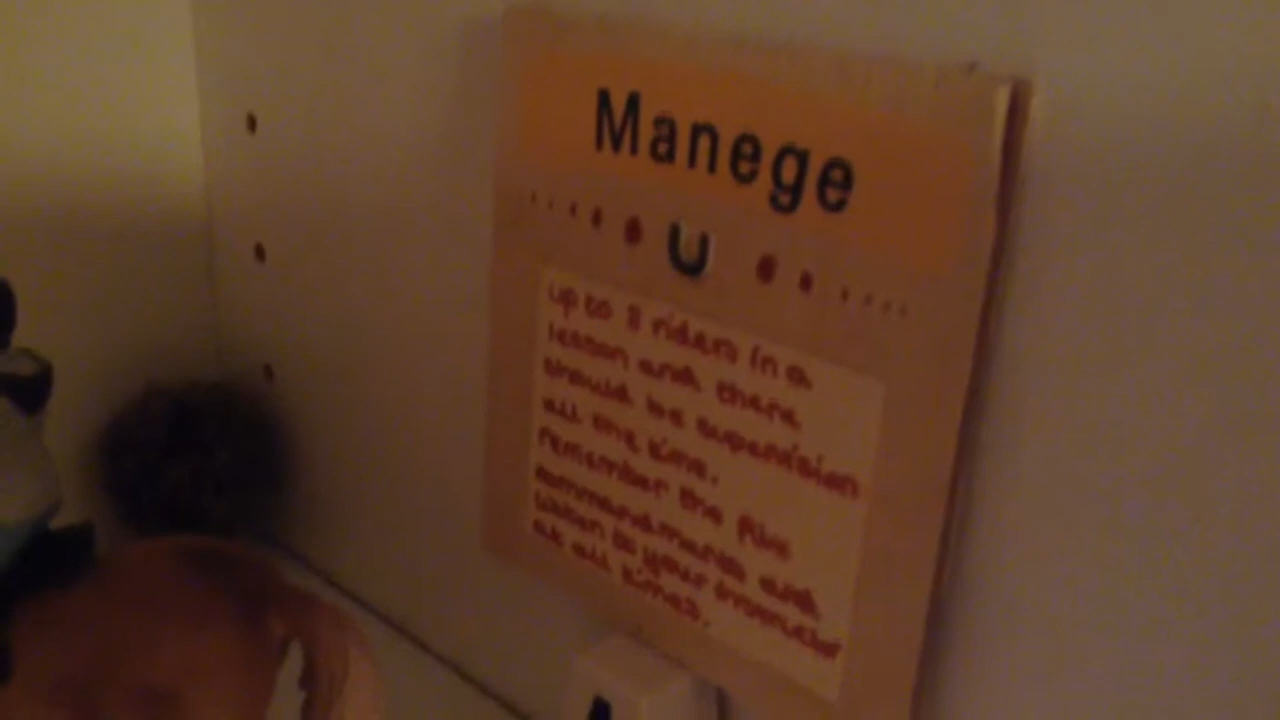 Manege
U
up to 8 riders in a
lesson and there
should be supervision
all the time.
remember the
commandments and
listen to your instructor
at all times.